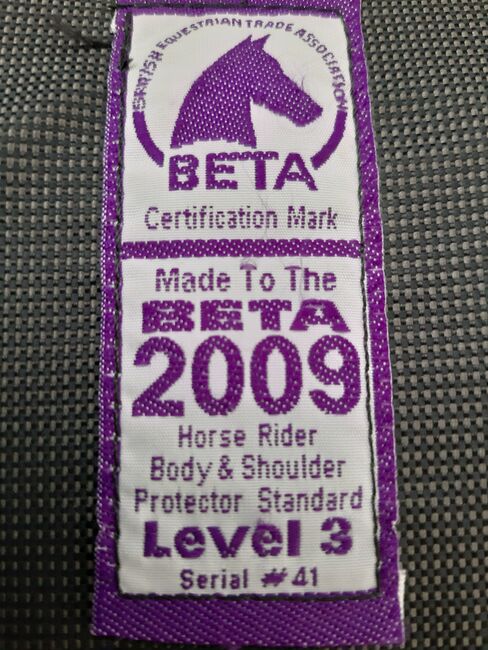 BRITISH EQUESTRIAN TRADE ASSOCIATION
BETA
Certification Mark
Made To The
BETA
2009
Horse Rider
Body & Shoulder
Protector Standard
Level 3
Serial #41